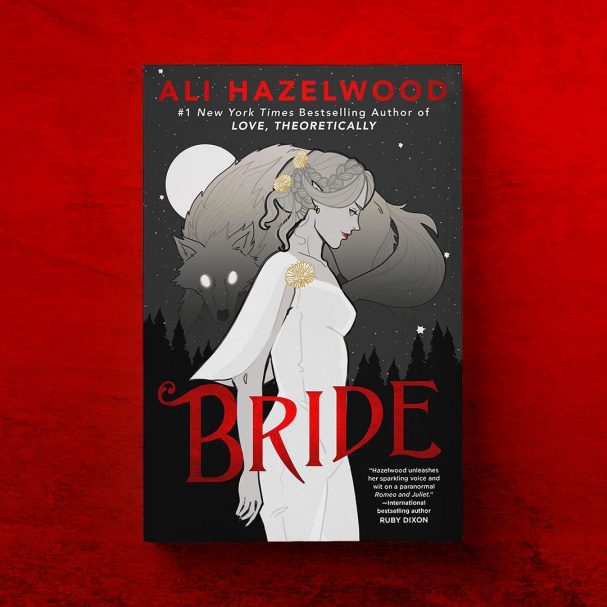 ALI HAZELWOOD
#1 New York Times Bestselling Author of
LOVE, THEORETICALLY
BRIDE
"Hazelwood unleashes
her sparkling voice and
wit on a paranormal
Romeo and Juliet."
—International
bestselling author
RUBY DIXON